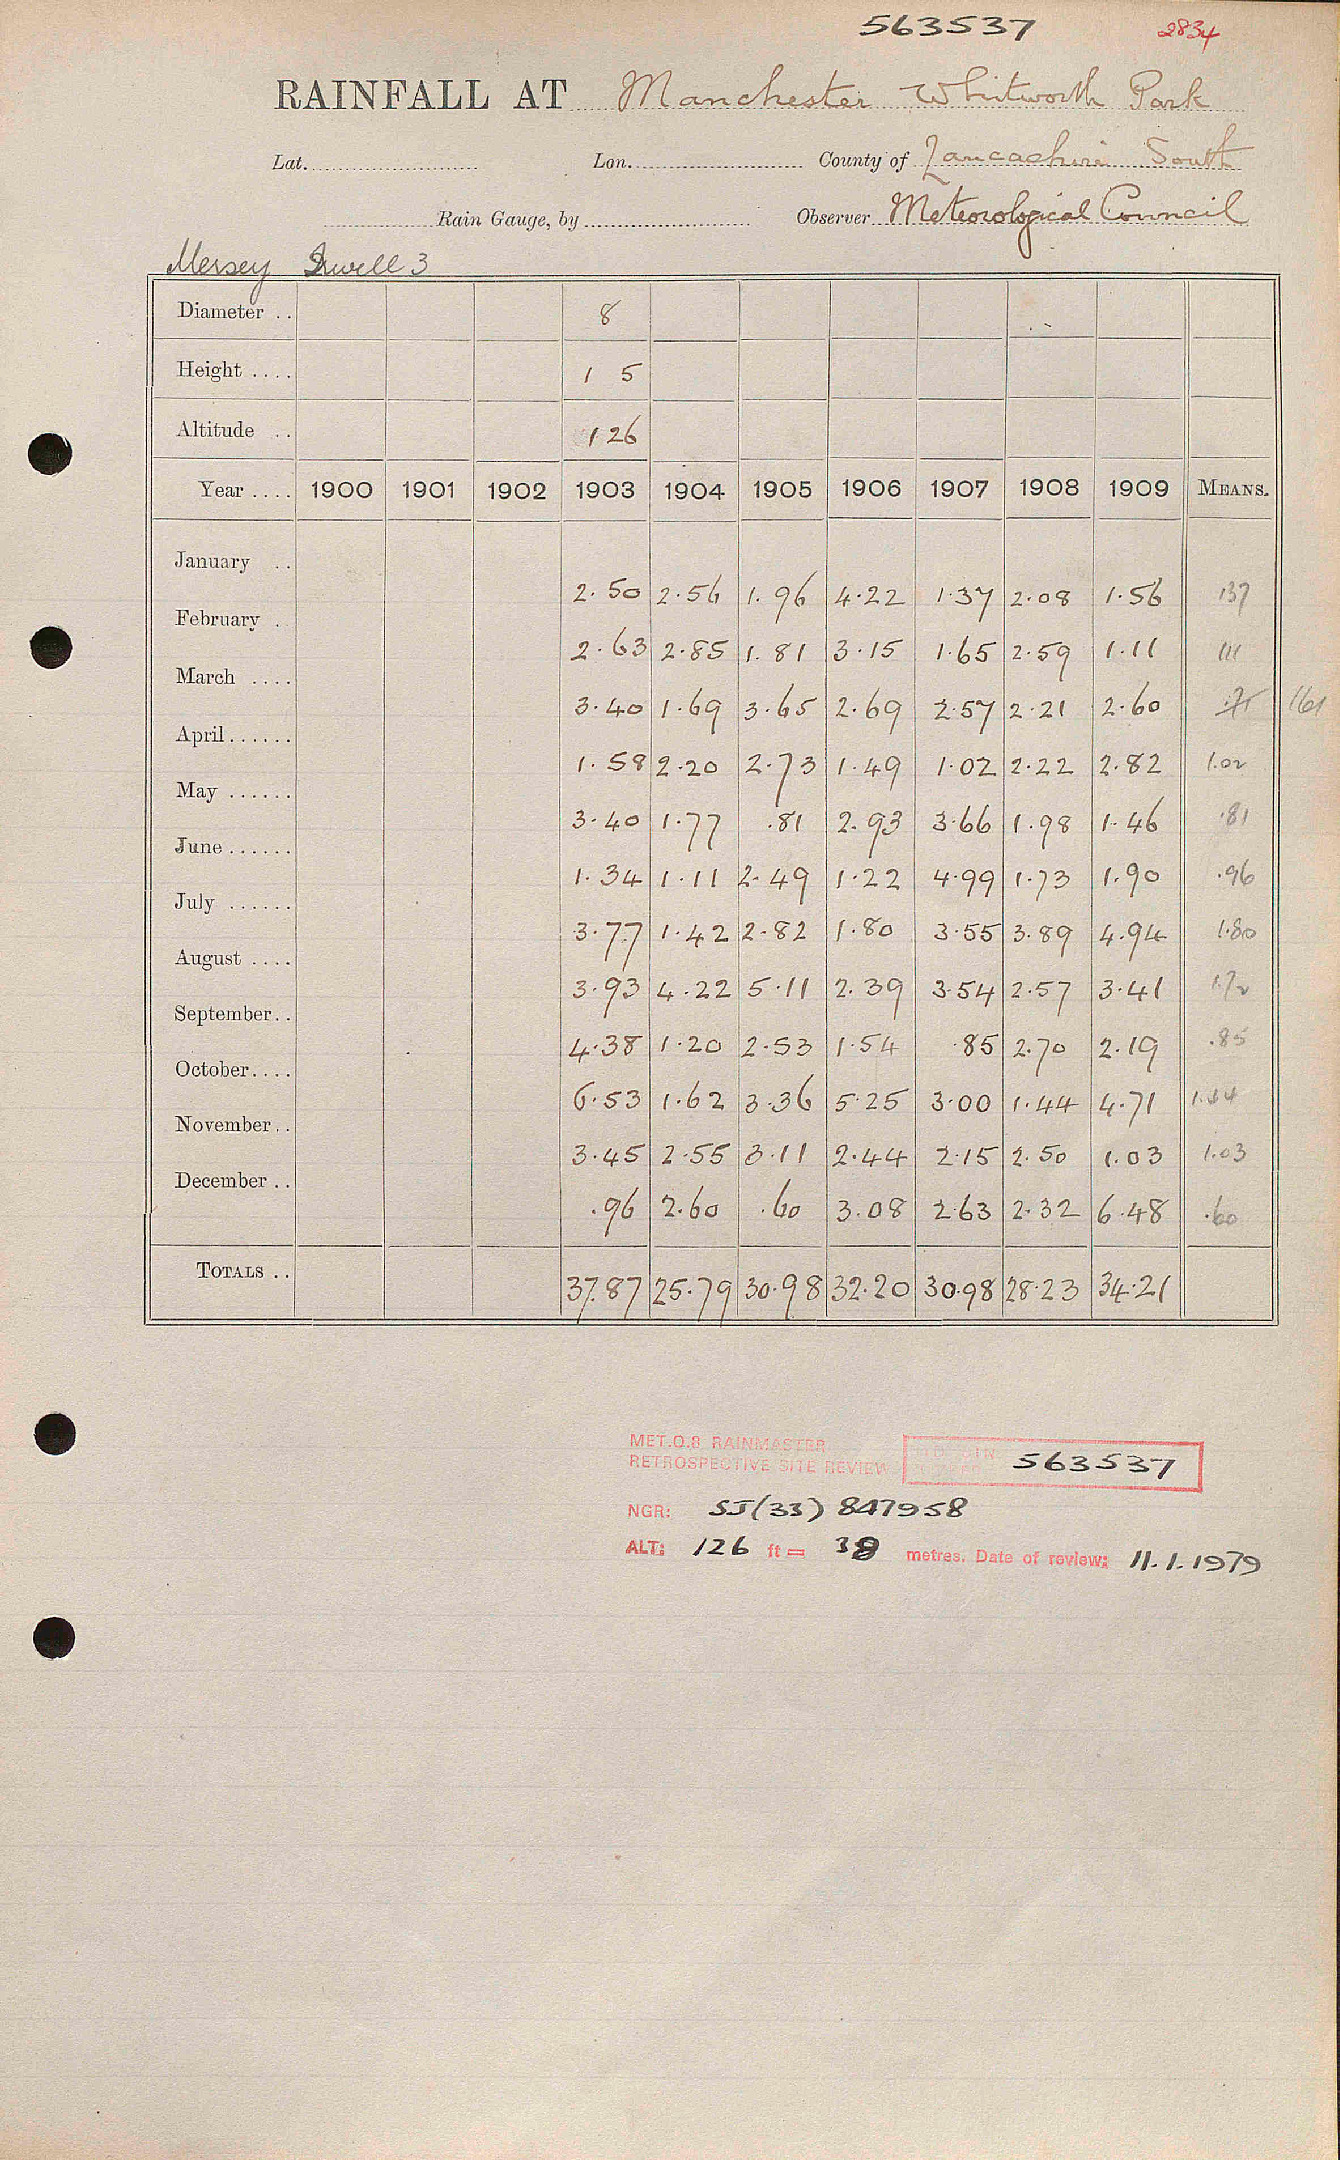 563537 2834
RAINFALL AT Manchester Whitworth Park
Lat. Lon. County of Lancashire South
Rain Gauge, by Observer Meteorological Council
Mersey Irwell 3
Diameter .. 8
Height .... 1 5
Altitude .. 126
Year .... 1900 1901 1902 1903 1904 1905 1906 1907 1908 1909 MEANS.
January .. 2.50 2.56 1.96 4.22 1.37 2.08 1.56 137
February . 2.63 2.85 1.81 3.15 1.65 2.59 1.11 111
March .... 3.40 1.69 3.65 2.69 2.57 2.21 2.60 161
April...... 1.58 2.20 2.73 1.49 1.02 2.22 2.82 1.02
May ...... 3.40 1.77 .81 2.93 3.66 1.98 1.46 .81
June...... 1.34 1.11 2.49 1.22 4.99 1.73 1.90 .96
July ...... 3.77 1.42 2.82 1.80 3.55 3.89 4.94 1.80
August .... 3.93 4.22 5.11 2.39 3.54 2.57 3.41 1.72
September.. 4.38 1.20 2.53 1.54 .85 2.70 2.19 .85
October.... 6.53 1.62 3.36 5.25 3.00 1.44 4.71 1.44
November.. 3.45 2.55 3.11 2.44 2.15 2.50 1.03 1.03
December .. .96 2.60 .60 3.08 2.63 2.32 6.48 .60
TOTALS .. 37.87 25.79 30.98 32.20 30.98 28.23 34.21
MET.O.8 RAINMASTER
RETROSPECTIVE SITE REVIEW 563537
NGR: SJ(33) 847958
ALT: 126 ft = 38 metres. Date of review: 11.1.1979